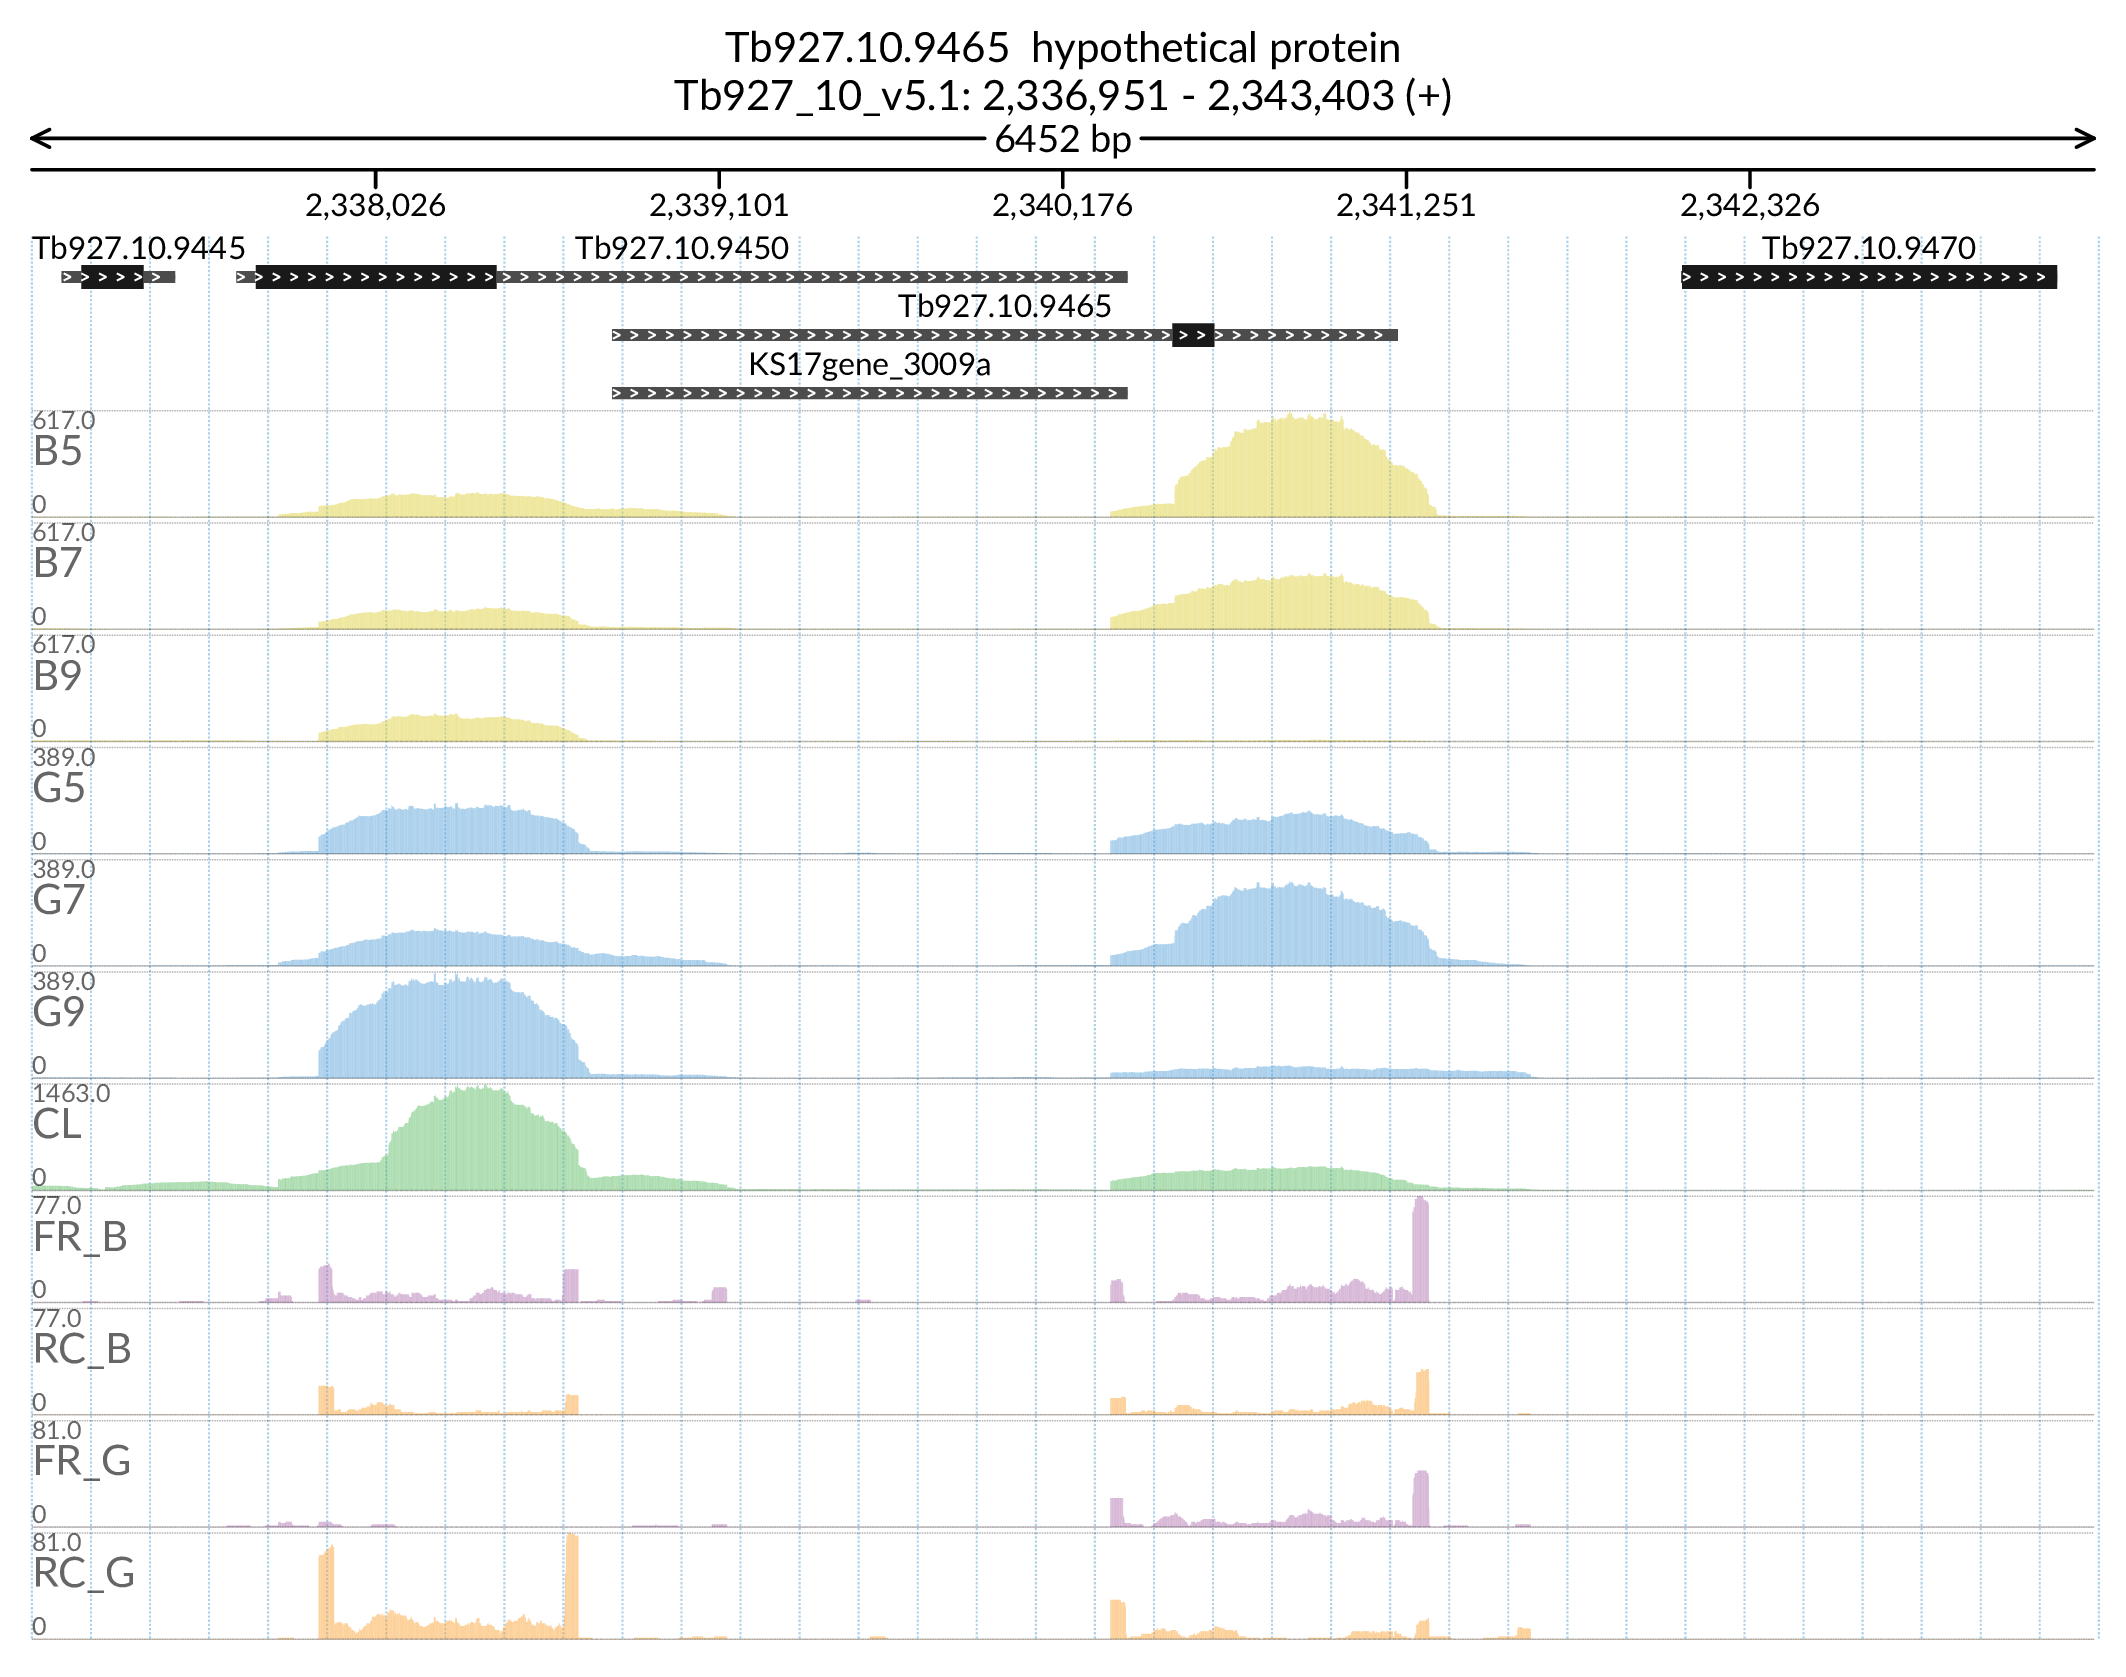 Tb927.10.9465  hypothetical protein
Tb927_10_v5.1: 2,336,951 - 2,343,403 (+)
6452 bp
2,338,026 2,339,101 2,340,176 2,341,251 2,342,326
Tb927.10.9445 Tb927.10.9450 Tb927.10.9470
Tb927.10.9465
KS17gene_3009a
617.0
B5
0
617.0
B7
0
617.0
B9
0
389.0
G5
0
389.0
G7
0
389.0
G9
0
1463.0
CL
0
77.0
FR_B
0
77.0
RC_B
0
81.0
FR_G
0
81.0
RC_G
0